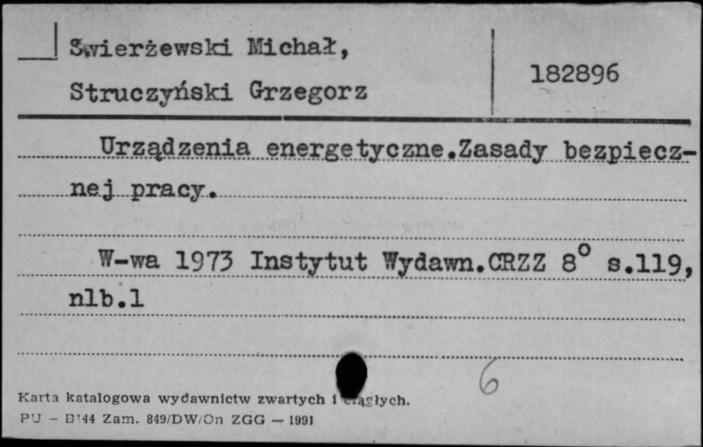 Świerżewski Michał,
182896
Struczyński Grzegorz
Urządzenia energetyczne.Zasady bezpiecz-
nej pracy.
W-wa 1973 Instytut Wydawn.CRZZ 8° s.119,
nlb.1
6
Karta katalogowa wydawnictw zwartych i ciągłych.
PU - B144 Zam. 849/DW/On ZGG — 1991